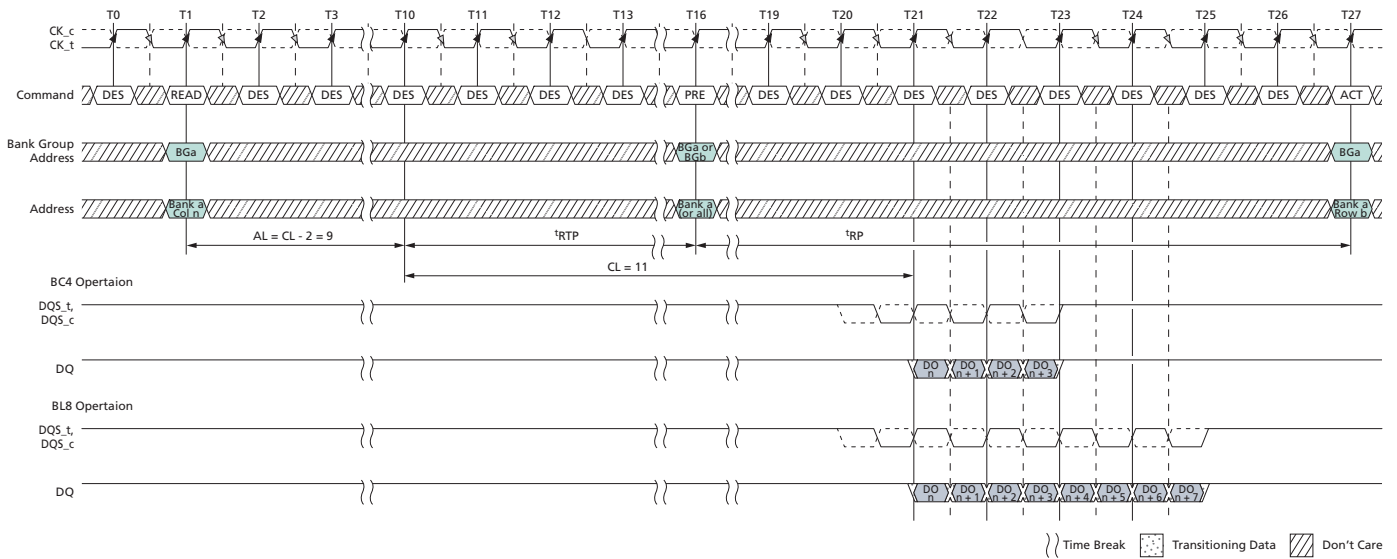 T0 T1 T2 T3 T10 T11 T12 T13 T16 T19 T20 T21 T22 T23 T24 T25 T26 T27
CK_c
CK_t
Command DES READ DES DES DES DES DES DES PRE DES DES DES DES DES DES DES DES ACT
Bank Group
Address
BGa
BGa or
BGb
BGa
Address
Bank a
Col n
Bank a
(or all)
Bank a
Row b
AL = CL - 2 = 9
tRTP
tRP
CL = 11
BC4 Opertaion
DQS_t,
DQS_c
DQ
DO
n
DO
n + 1
DO
n + 2
DO
n + 3
BL8 Opertaion
DQS_t,
DQS_c
DQ
DO
n
DO
n + 1
DO
n + 2
DO
n + 3
DO
n + 4
DO
n + 5
DO
n + 6
DO
n + 7
Time Break Transitioning Data Don't Care